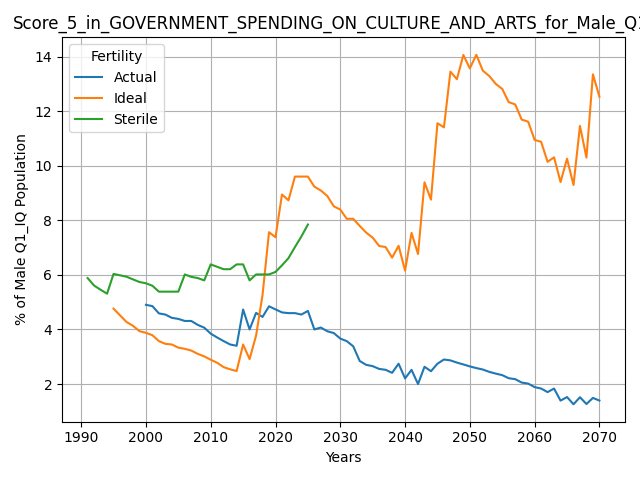 Score_5_in_GOVERNMENT_SPENDING_ON_CULTURE_AND_ARTS_for_Male_Q1
Fertility
Actual
Ideal
Sterile
14
12
10
8
6
4
2
% of Male Q1_IQ Population
1990
2000
2010
2020
2030
2040
2050
2060
2070
Years